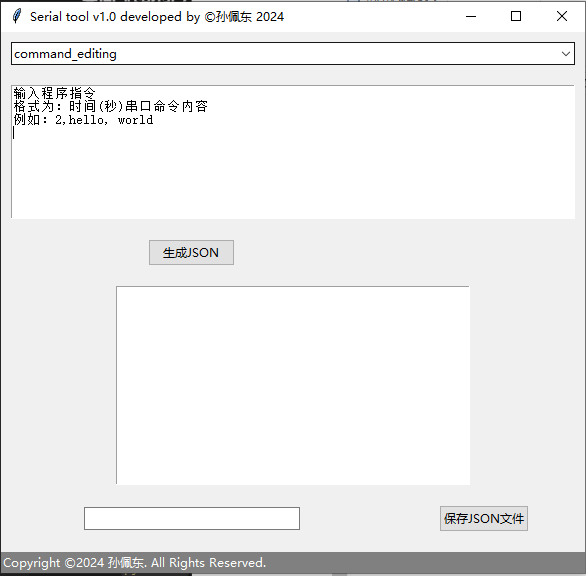 Serial tool v1.0 developed by ©孙佩东 2024
command_editing
输入程序指令
格式为：时间(秒)串口命令内容
例如：2,hello, world
生成JSON
保存JSON文件
Copyright ©2024 孙佩东. All Rights Reserved.